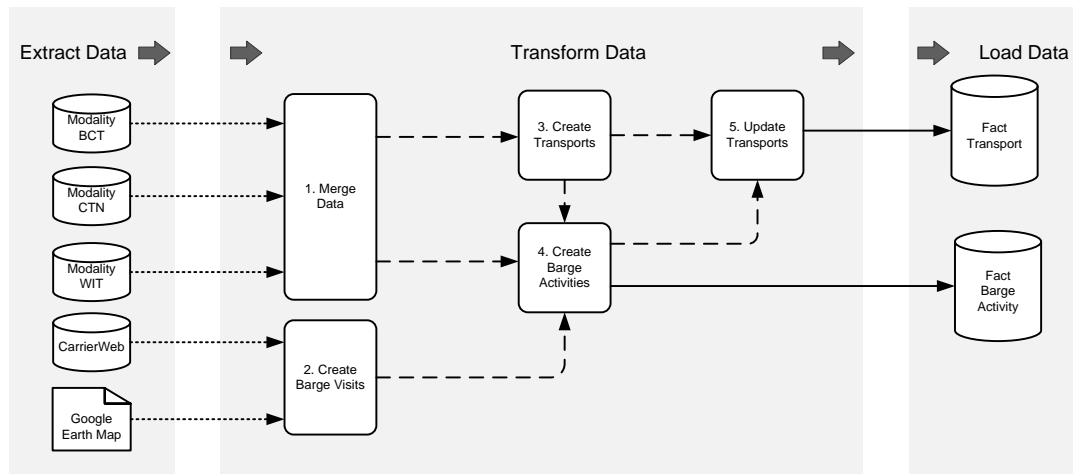 Extract Data
Transform Data
Load Data
Modality
BCT
Modality
CTN
Modality
WIT
CarrierWeb
Google
Earth Map
1. Merge
Data
2. Create
Barge Visits
3. Create
Transports
4. Create
Barge
Activities
5. Update
Transports
Fact
Transport
Fact
Barge
Activity